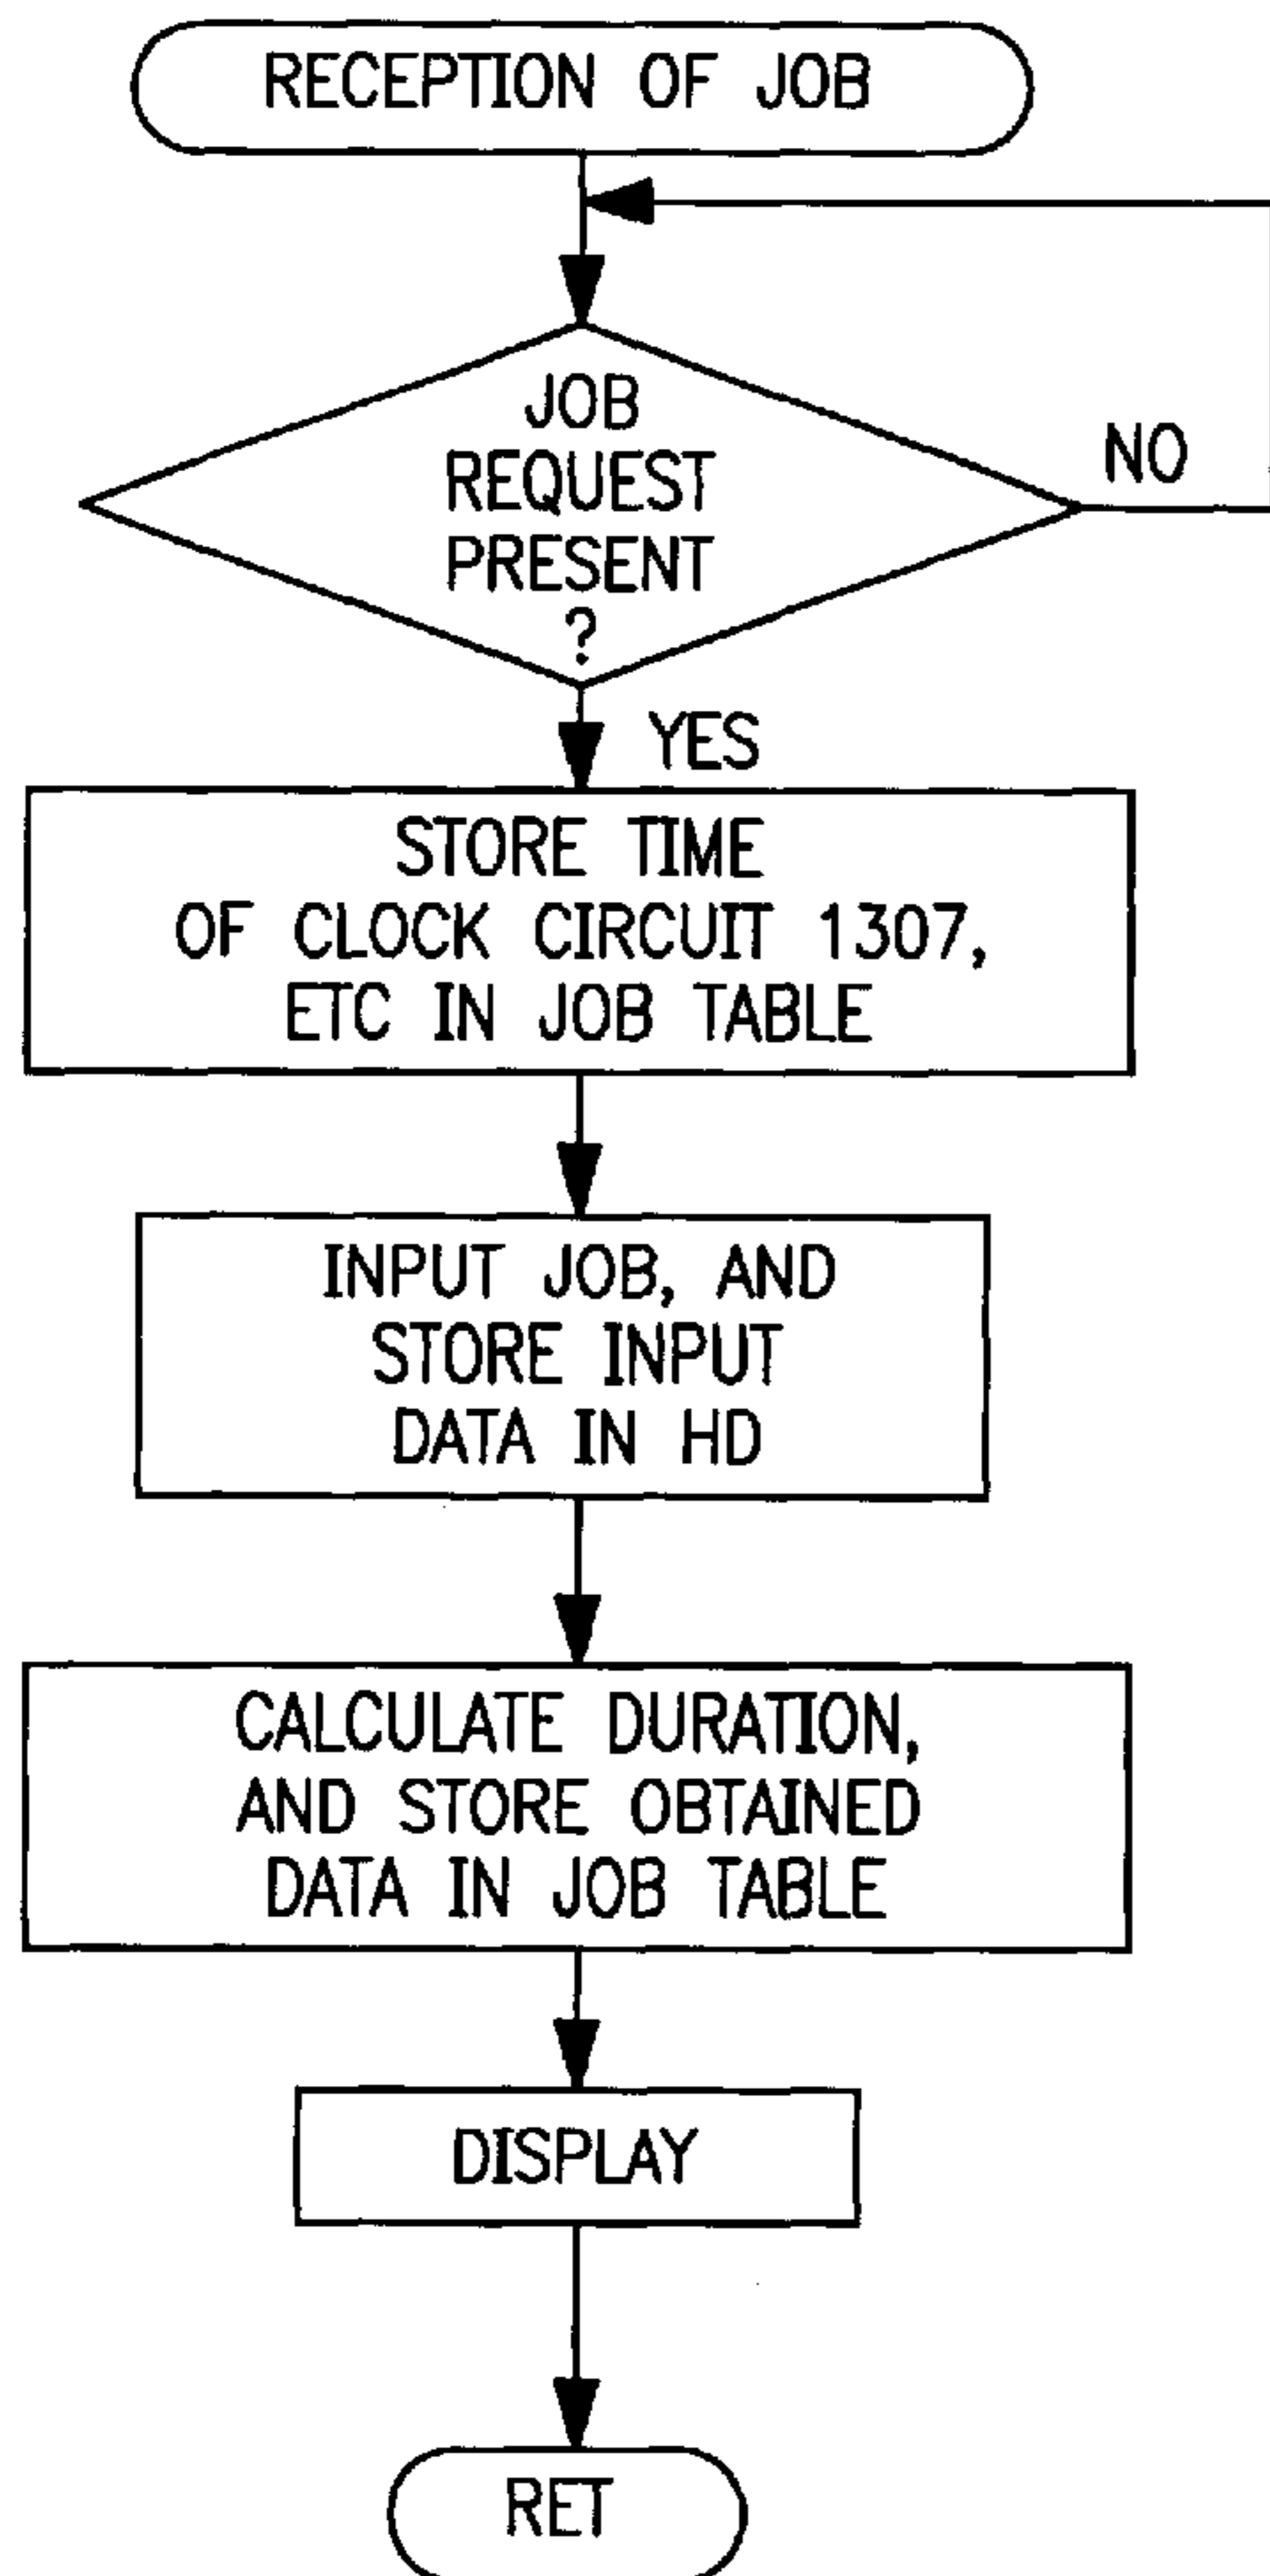 RECEPTION OF JOB
JOB
REQUEST
PRESENT
?
NO
YES
STORE TIME
OF CLOCK CIRCUIT 1307,
ETC IN JOB TABLE
INPUT JOB, AND
STORE INPUT
DATA IN HD
CALCULATE DURATION,
AND STORE OBTAINED
DATA IN JOB TABLE
DISPLAY
RET